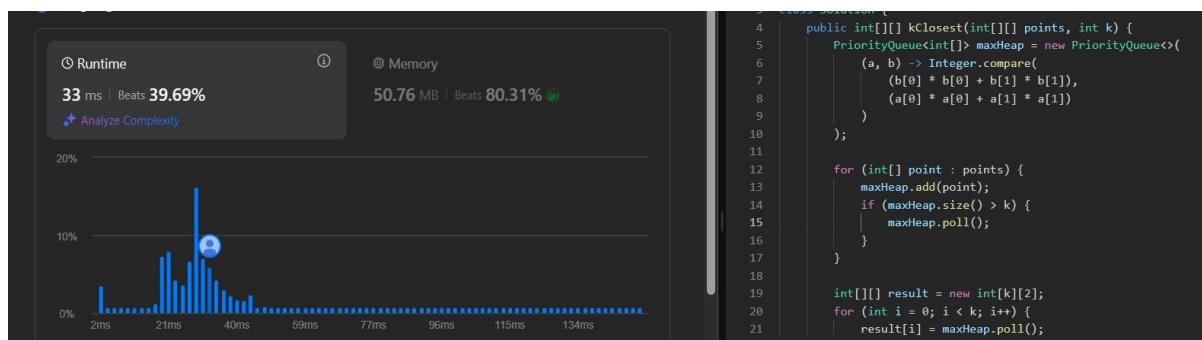 Runtime
33 ms | Beats 39.69%
Analyze Complexity
Memory
50.76 MB | Beats 80.31%
20%
10%
0%
2ms 21ms 40ms 59ms 77ms 96ms 115ms 134ms
3 class Solution {
4 public int[][] kClosest(int[][] points, int k) {
5 PriorityQueue<int[]> maxHeap = new PriorityQueue<>(
6 (a, b) -> Integer.compare(
7 (b[0] * b[0] + b[1] * b[1]),
8 (a[0] * a[0] + a[1] * a[1])
9 )
10 );
11
12 for (int[] point : points) {
13 maxHeap.add(point);
14 if (maxHeap.size() > k) {
15 maxHeap.poll();
16 }
17 }
18
19 int[][] result = new int[k][2];
20 for (int i = 0; i < k; i++) {
21 result[i] = maxHeap.poll();